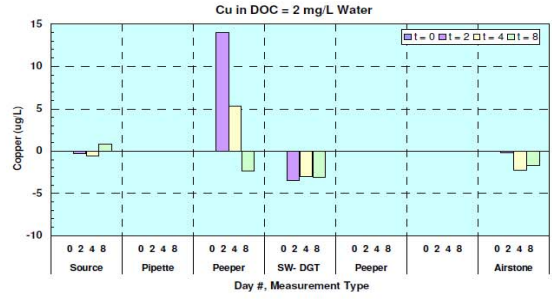 Cu in DOC = 2 mg/L Water
t = 0 t = 2 t = 4 t = 8
Copper (ug/L)
15
10
5
0
-5
-10
0 2 4 8 0 2 4 8 0 2 4 8 0 2 4 8 0 2 4 8 0 2 4 8 0 2 4 8
Source Pipette Peeper SW- DGT Peeper Airstone
Day #, Measurement Type